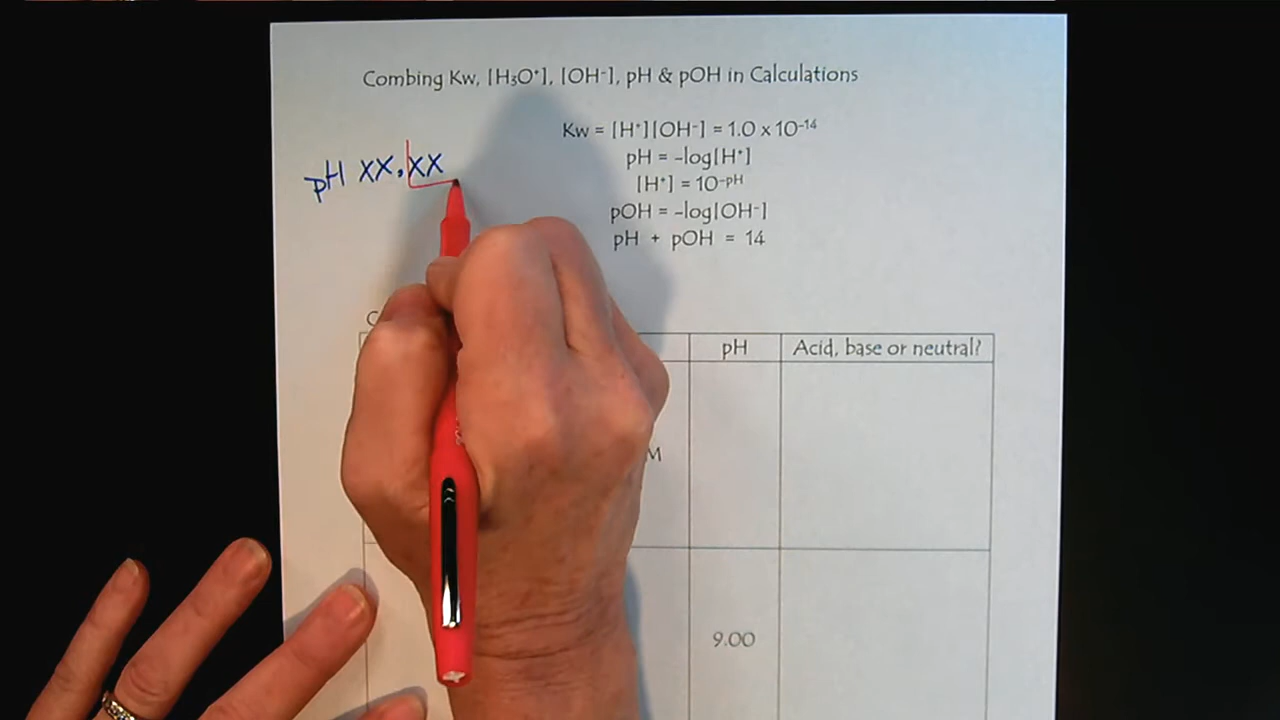 Combing Kw, [H₃O⁺], [OH⁻], pH & pOH in Calculations
Kw = [H⁺][OH⁻] = 1.0 x 10⁻¹⁴
pH = -log[H⁺]
[H⁺] = 10⁻ᵖᴴ
pOH = -log[OH⁻]
pH + pOH = 14
pH XX.XX
pH Acid, base or neutral?
M
9.00